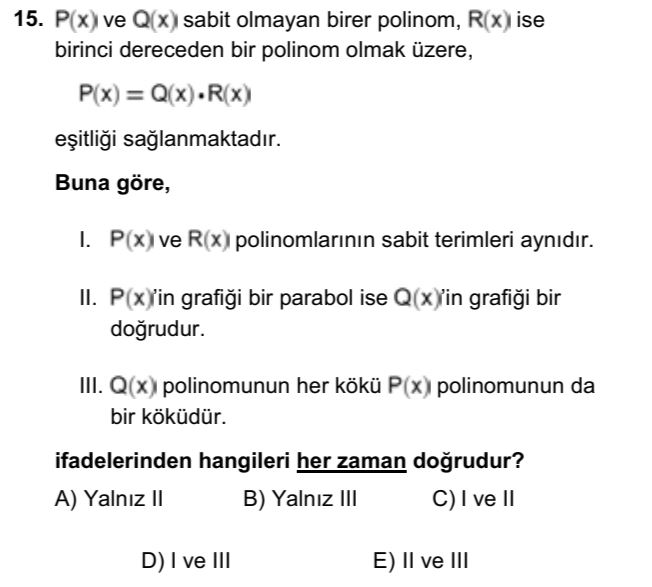 15. P(x) ve Q(x) sabit olmayan birer polinom, R(x) ise
birinci dereceden bir polinom olmak üzere,
P(x) = Q(x)•R(x)
eşitliği sağlanmaktadır.
Buna göre,
I. P(x) ve R(x) polinomlarının sabit terimleri aynıdır.
II. P(x)'in grafiği bir parabol ise Q(x)'in grafiği bir
doğrudur.
III. Q(x) polinomunun her kökü P(x) polinomunun da
bir köküdür.
ifadelerinden hangileri her zaman doğrudur?
A) Yalnız II B) Yalnız III C) I ve II
D) I ve III E) II ve III